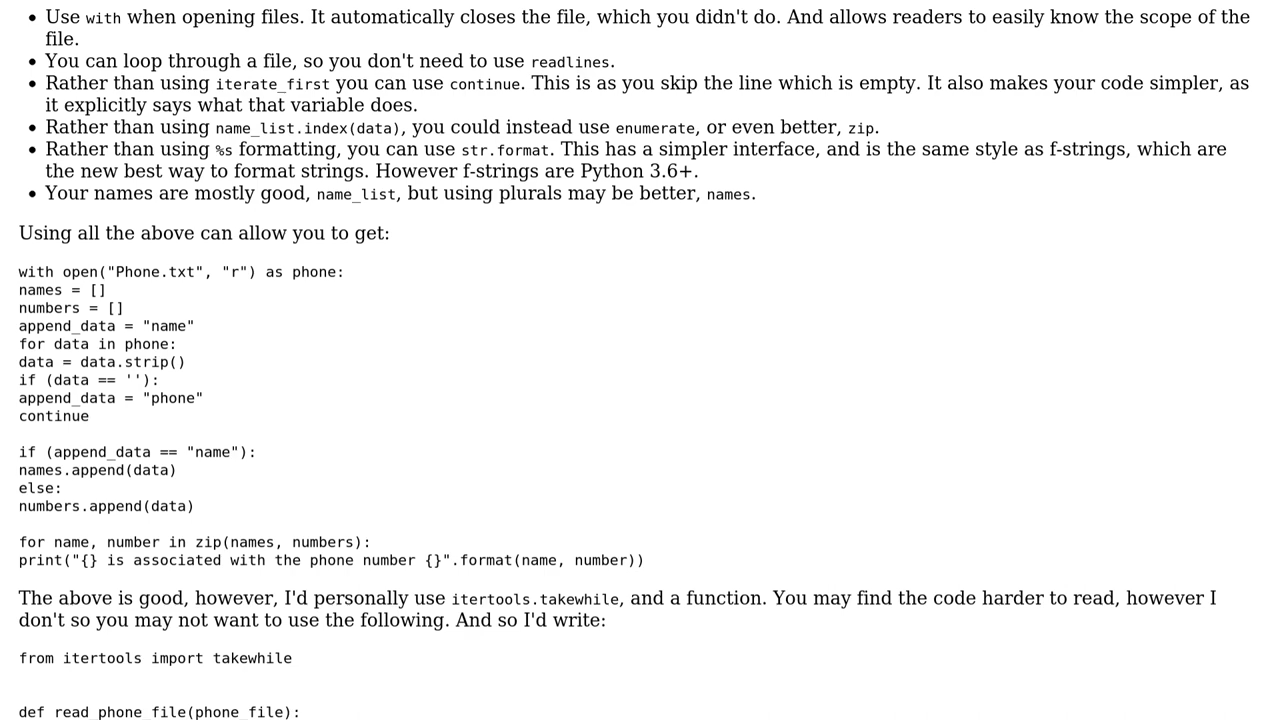 • Use with when opening files. It automatically closes the file, which you didn't do. And allows readers to easily know the scope of the
file.
• You can loop through a file, so you don't need to use readlines.
• Rather than using iterate_first you can use continue. This is as you skip the line which is empty. It also makes your code simpler, as
it explicitly says what that variable does.
• Rather than using name_list.index(data), you could instead use enumerate, or even better, zip.
• Rather than using %s formatting, you can use str.format. This has a simpler interface, and is the same style as f-strings, which are
the new best way to format strings. However f-strings are Python 3.6+.
• Your names are mostly good, name_list, but using plurals may be better, names.
Using all the above can allow you to get:
with open("Phone.txt", "r") as phone:
names = []
numbers = []
append_data = "name"
for data in phone:
data = data.strip()
if (data == ''):
append_data = "phone"
continue
if (append_data == "name"):
names.append(data)
else:
numbers.append(data)
for name, number in zip(names, numbers):
print("{} is associated with the phone number {}".format(name, number))
The above is good, however, I'd personally use itertools.takewhile, and a function. You may find the code harder to read, however I
don't so you may not want to use the following. And so I'd write:
from itertools import takewhile
def read_phone_file(phone_file):